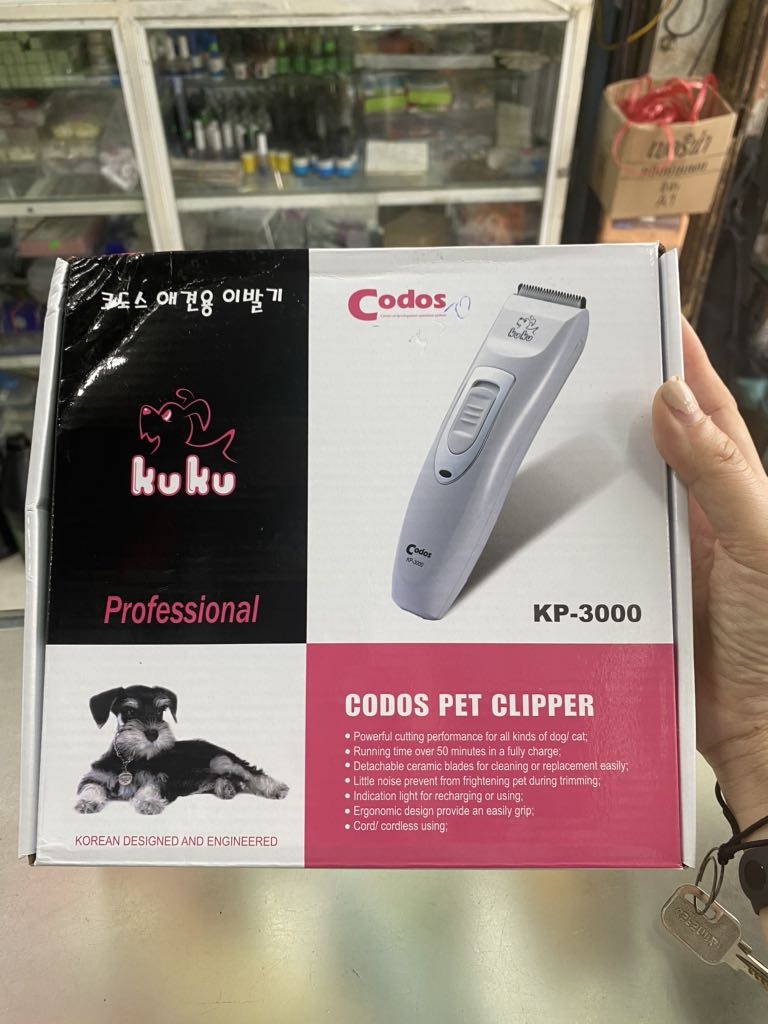 코도스 애견용 이발기
kuku
Professional
Codos
kuku
Codos
KP-3000
KP-3000
CODOS PET CLIPPER
• Powerful cutting performance for all kinds of dog/ cat;
• Running time over 50 minutes in a fully charge;
• Detachable ceramic blades for cleaning or replacement easily;
• Little noise prevent from frightening pet during trimming;
• Indication light for recharging or using;
• Ergonomic design provide an easily grip;
• Cord/ cordless using;
KOREAN DESIGNED AND ENGINEERED
A1